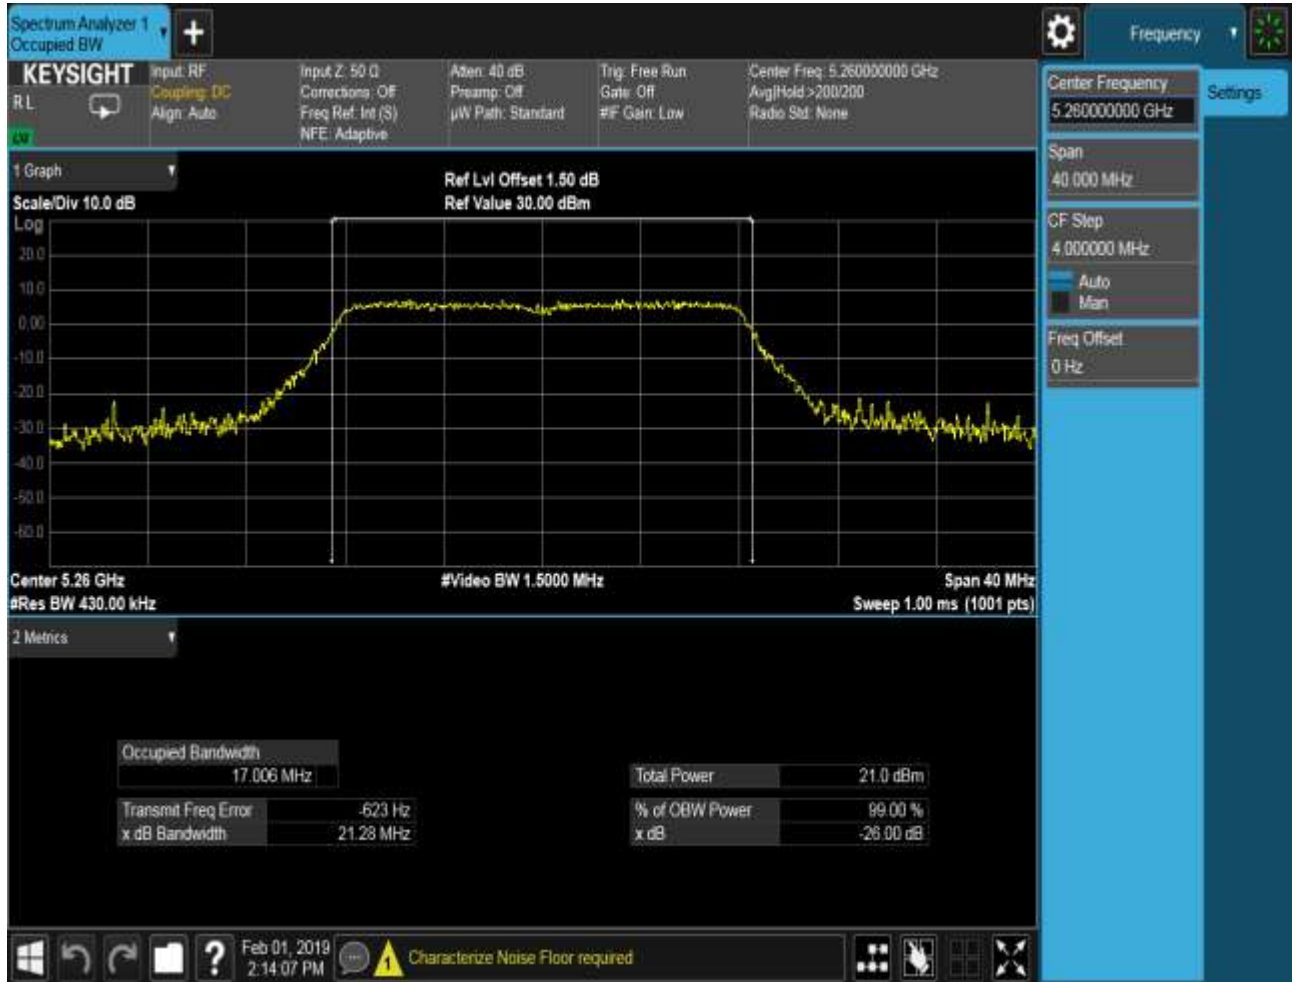 Spectrum Analyzer 1
Occupied BW
Frequency
KEYSIGHT
R L
Input: RF
Coupling: DC
Align: Auto
Input Z: 50 Ω
Corrections: Off
Freq Ref: Int (S)
NFE: Adaptive
Atten: 40 dB
Preamp: Off
µW Path: Standard
Trig: Free Run
Gate: Off
#IF Gain: Low
Center Freq: 5.260000000 GHz
Avg|Hold:>200/200
Radio Std: None
Center Frequency
5.260000000 GHz
Settings
Span
40.000 MHz
CF Step
4.000000 MHz
Auto
Man
Freq Offset
0 Hz
1 Graph
Scale/Div 10.0 dB
Ref Lvl Offset 1.50 dB
Ref Value 30.00 dBm
Log
20.0
10.0
0.00
-10.0
-20.0
-30.0
-40.0
-50.0
-60.0
Center 5.26 GHz
#Video BW 1.5000 MHz
Span 40 MHz
#Res BW 430.00 kHz
Sweep 1.00 ms (1001 pts)
2 Metrics
Occupied Bandwidth
17.006 MHz
Total Power 21.0 dBm
Transmit Freq Error -623 Hz
% of OBW Power 99.00 %
x dB Bandwidth 21.28 MHz
x dB -26.00 dB
?
Feb 01, 2019
2:14:07 PM
1
Characterize Noise Floor required